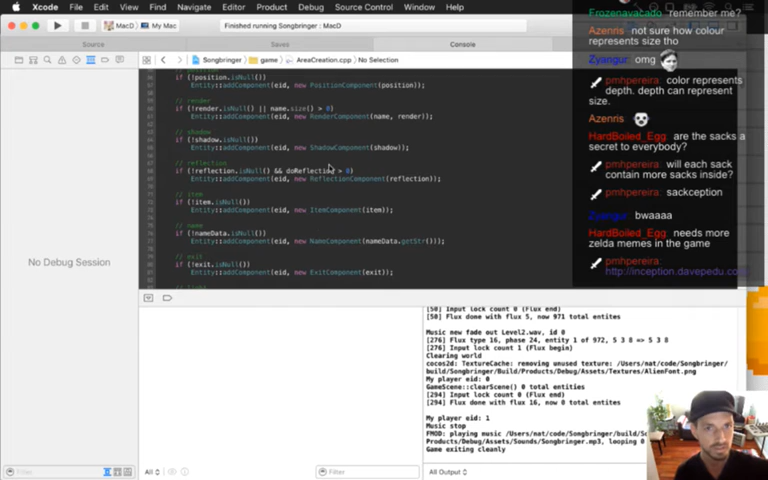 Xcode File Edit View Find Navigate Editor Product Debug Source Control Window Help
MacD My Mac Finished running Songbringer : MacD
Source Saves Console
Songbringer game AreaCreation.cpp No Selection
if (!position.isNull())
Entity::addComponent(eid, new PositionComponent(position));
// render
if (!render.isNull() || name.size() > 0)
Entity::addComponent(eid, new RenderComponent(name, render));
// shadow
if (!shadow.isNull())
Entity::addComponent(eid, new ShadowComponent(shadow));
// reflection
if (!reflection.isNull() && doReflection > 0)
Entity::addComponent(eid, new ReflectionComponent(reflection));
// item
if (!item.isNull())
Entity::addComponent(eid, new ItemComponent(item));
// name
if (!nameData.isNull())
Entity::addComponent(eid, new NameComponent(nameData.getStr()));
// exit
if (!exit.isNull())
Entity::addComponent(eid, new ExitComponent(exit));
Frozenavacado remember me?
Azenris not sure how colour
represents size tho
Zyangur: omg
pmhpereira: color represents
depth. depth can represent
size.
Azenris
HardBoiled_Egg: are the sacks a
secret to everybody?
pmhpereira: will each sack
contain more sacks inside?
pmhpereira: sackception
Zyangur: bwaaaa
HardBoiled_Egg: needs more
zelda memes in the game
pmhpereira:
http://inception.davepedu.com
No Debug Session
[50] Input lock count 0 (Flux end)
[50] Flux done with flux 5, now 971 total entites
Music new fade out Level2.wav, id 0
[276] Flux type 16, phase 24, entity 1 of 972, 5 3 8 => 5 3 8
[276] Input lock count 1 (Flux begin)
Clearing world
cocos2d: TextureCache: removing unused texture: /Users/nat/code/Songbringer/
build/Songbringer/Build/Products/Debug/Assets/Textures/AlienFont.png
My player eid: 0
GameScene::clearScene() 0 total entities
[294] Input lock count 0 (Flux end)
[294] Flux done with flux 16, now 0 total entites
My player eid: 1
Music stop
FMOD: playing music /Users/nat/code/Songbringer/build/So
Products/Debug/Assets/Sounds/Songbringer.mp3, looping 0
Game exiting cleanly
Filter All Filter All Output